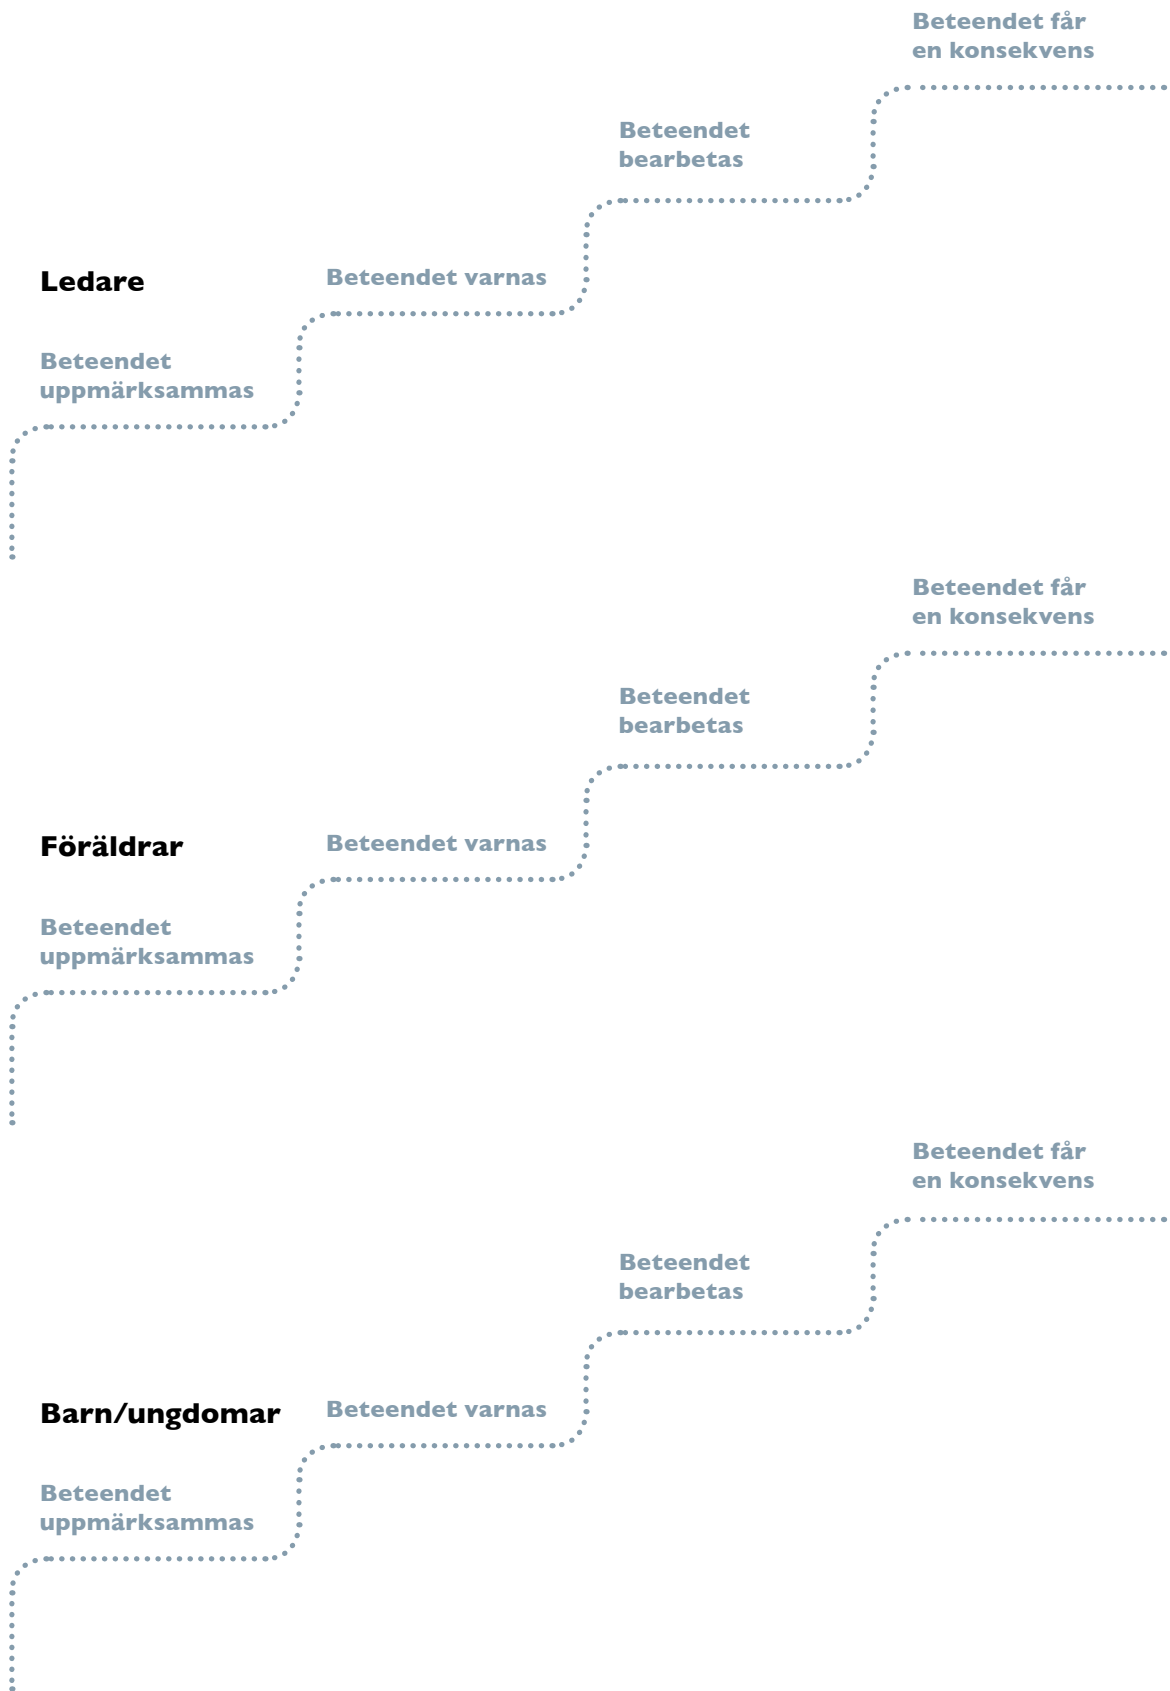 Beteendet får
en konsekvens
Beteendet
bearbetas
Ledare
Beteendet varnas
Beteendet
uppmärksammas
Beteendet får
en konsekvens
Beteendet
bearbetas
Föräldrar
Beteendet varnas
Beteendet
uppmärksammas
Beteendet får
en konsekvens
Beteendet
bearbetas
Barn/ungdomar
Beteendet varnas
Beteendet
uppmärksammas